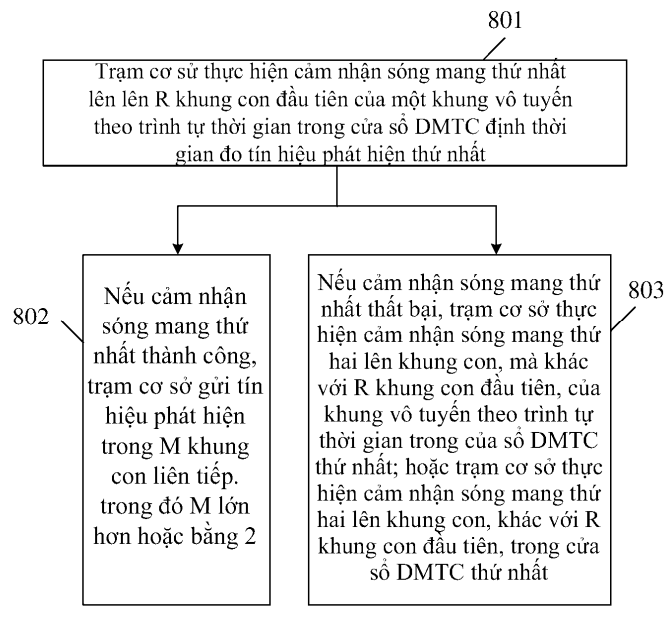 801
Trạm cơ sử thực hiện cảm nhận sóng mang thứ nhất
lên lên R khung con đầu tiên của một khung vô tuyến
theo trình tự thời gian trong cửa sổ DMTC định thời
gian đo tín hiệu phát hiện thứ nhất
802
Nếu cảm nhận
sóng mang thứ
nhất thành công,
trạm cơ sở gửi tín
hiệu phát hiện
trong M khung
con liên tiếp.
trong đó M lớn
hơn hoặc bằng 2
803
Nếu cảm nhận sóng mang thứ
nhất thất bại, trạm cơ sở thực
hiện cảm nhận sóng mang thứ
hai lên khung con, mà khác
với R khung con đầu tiên, của
khung vô tuyến theo trình tự
thời gian trong của sổ DMTC
thứ nhất; hoặc trạm cơ sở thực
hiện cảm nhận sóng mang thứ
hai lên khung con, khác với R
khung con đầu tiên, trong cửa
sổ DMTC thứ nhất